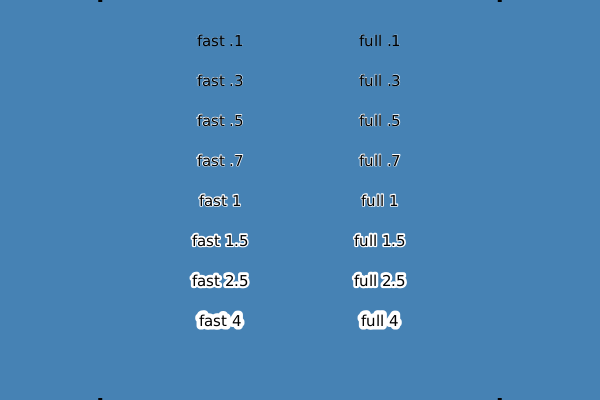 fast .1 full .1
fast .3 full .3
fast .5 full .5
fast .7 full .7
fast 1 full 1
fast 1.5 full 1.5
fast 2.5 full 2.5
fast 4 full 4